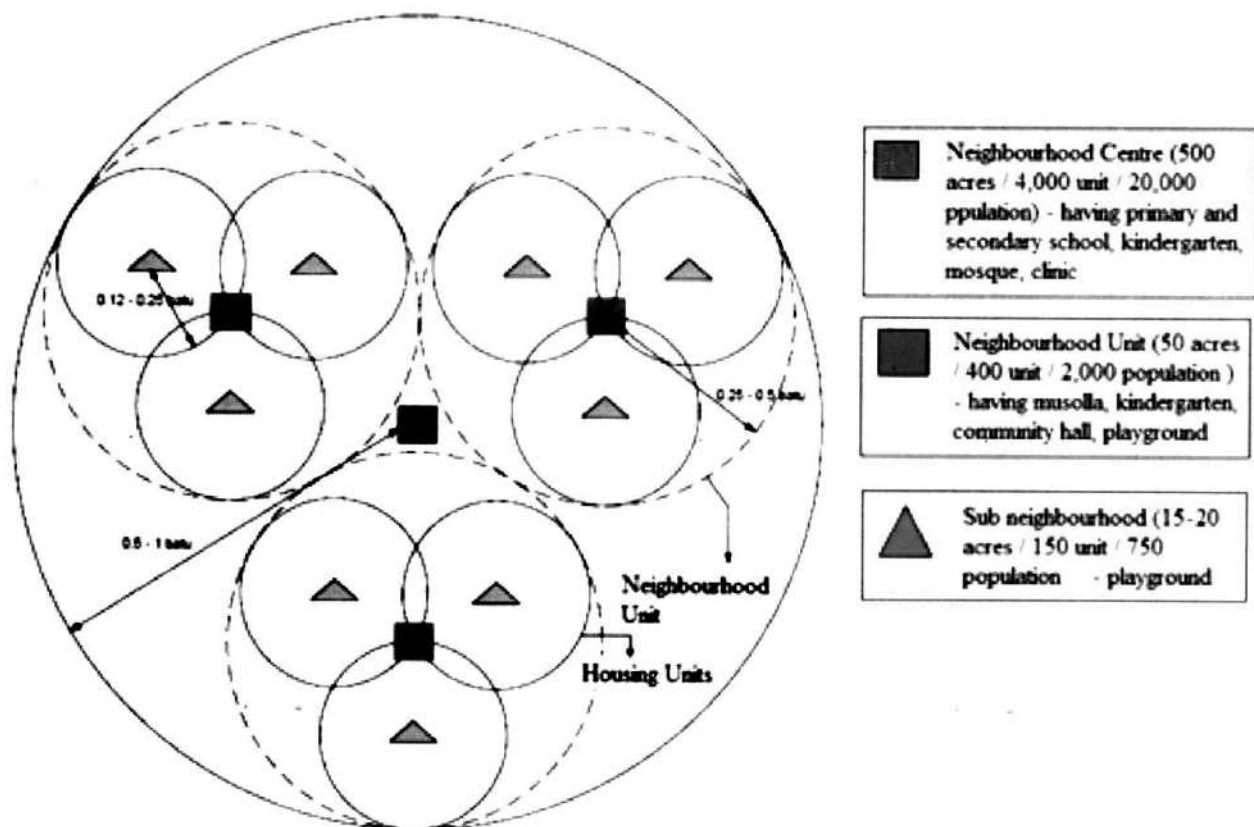 0.12 - 0.25 batu
0.25 - 0.5 batu
0.5 - 1 batu
Neighbourhood
Unit
Housing Units
Neighbourhood Centre (500
acres / 4,000 unit / 20,000
ppulation) - having primary and
secondary school, kindergarten,
mosque, clinic
Neighbourhood Unit (50 acres
/ 400 unit / 2,000 population )
- having musolla, kindergarten,
community hall, playground
Sub neighbourhood (15-20
acres / 150 unit / 750
population - playground